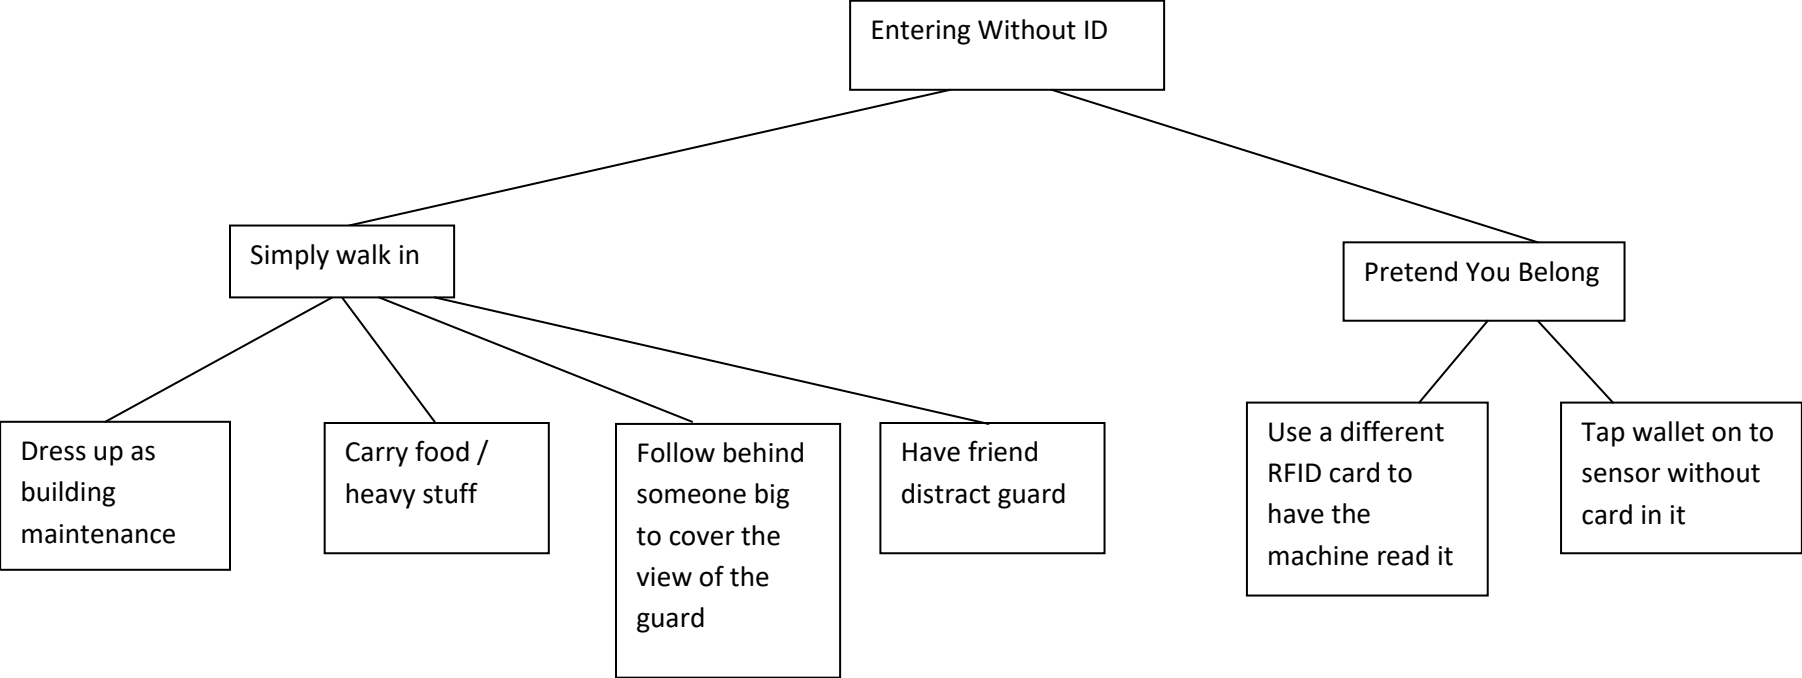 Entering Without ID
Simply walk in
Pretend You Belong
Dress up as
building
maintenance
Carry food /
heavy stuff
Follow behind
someone big
to cover the
view of the
guard
Have friend
distract guard
Use a different
RFID card to
have the
machine read it
Tap wallet on to
sensor without
card in it